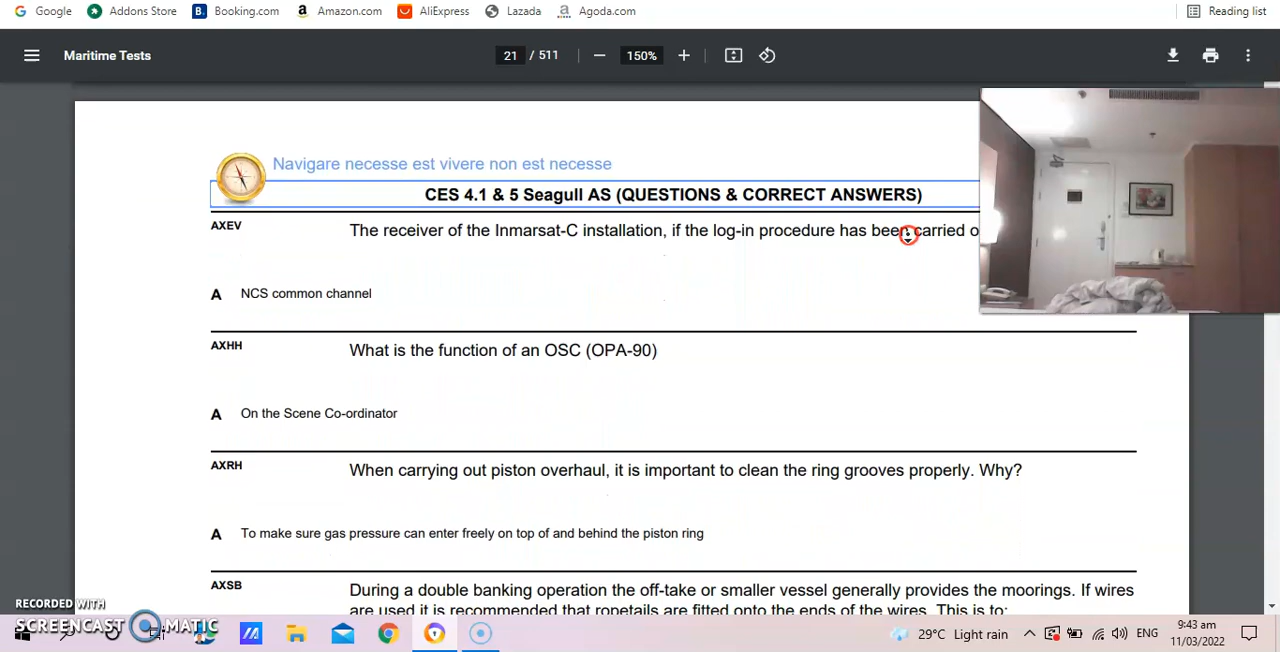 Google Addons Store Booking.com Amazon.com AliExpress Lazada Agoda.com Reading list
Maritime Tests 21 / 511 150%
Navigare necesse est vivere non est necesse
CES 4.1 & 5 Seagull AS (QUESTIONS & CORRECT ANSWERS)
AXEV The receiver of the Inmarsat-C installation, if the log-in procedure has been carried o
A NCS common channel
AXHH What is the function of an OSC (OPA-90)
A On the Scene Co-ordinator
AXRH When carrying out piston overhaul, it is important to clean the ring grooves properly. Why?
A To make sure gas pressure can enter freely on top of and behind the piston ring
AXSB During a double banking operation the off-take or smaller vessel generally provides the moorings. If wires
are used it is recommended that ropetails are fitted onto the ends of the wires. This is to:
RECORDED WITH
SCREENCAST MATIC
29°C Light rain ENG 9:43 am
11/03/2022